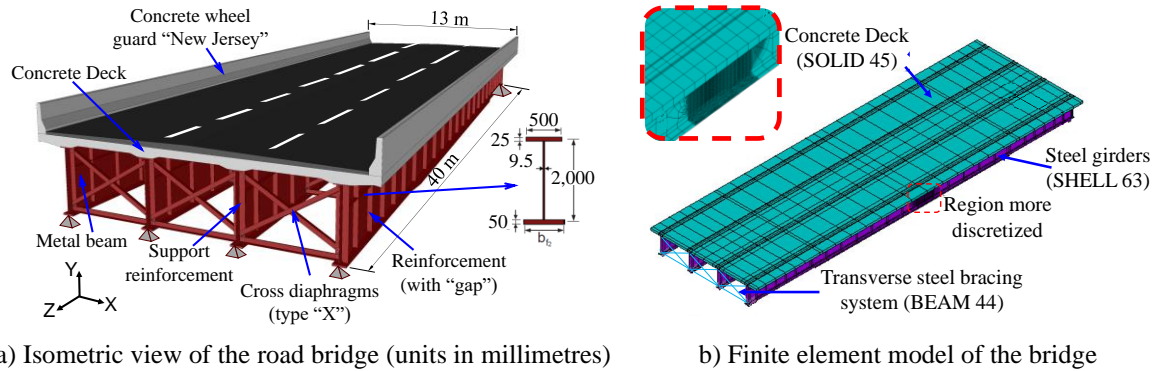 Concrete wheel
guard “New Jersey”
Concrete Deck
13 m
40 m
500
25
9.5
2,000
50
b_f2
Metal beam
Support
reinforcement
Cross diaphragms
(type “X”)
Reinforcement
(with “gap”)
Y
Z
X
a) Isometric view of the road bridge (units in millimetres)
b)
Concrete Deck
(SOLID 45)
Steel girders
(SHELL 63)
Region more
discretized
Transverse steel bracing
system (BEAM 44)
b) Finite element model of the bridge